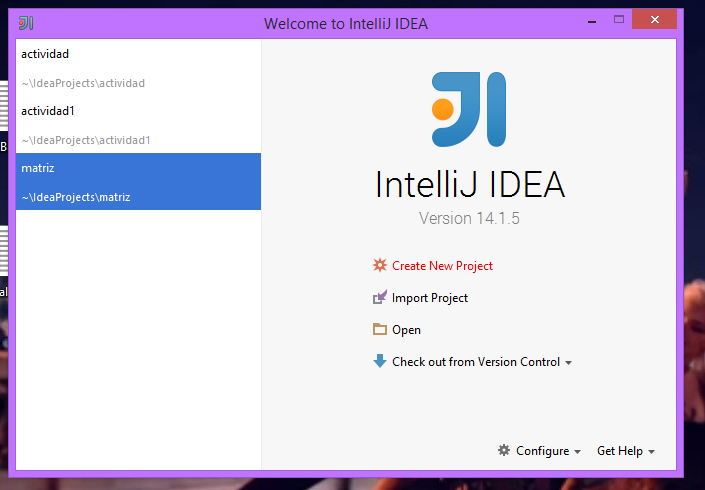 Welcome to IntelliJ IDEA
actividad
~\IdeaProjects\actividad
actividad1
~\IdeaProjects\actividad1
matriz
~\IdeaProjects\matriz
IntelliJ IDEA
Version 14.1.5
Create New Project
Import Project
Open
Check out from Version Control
Configure
Get Help
B
al